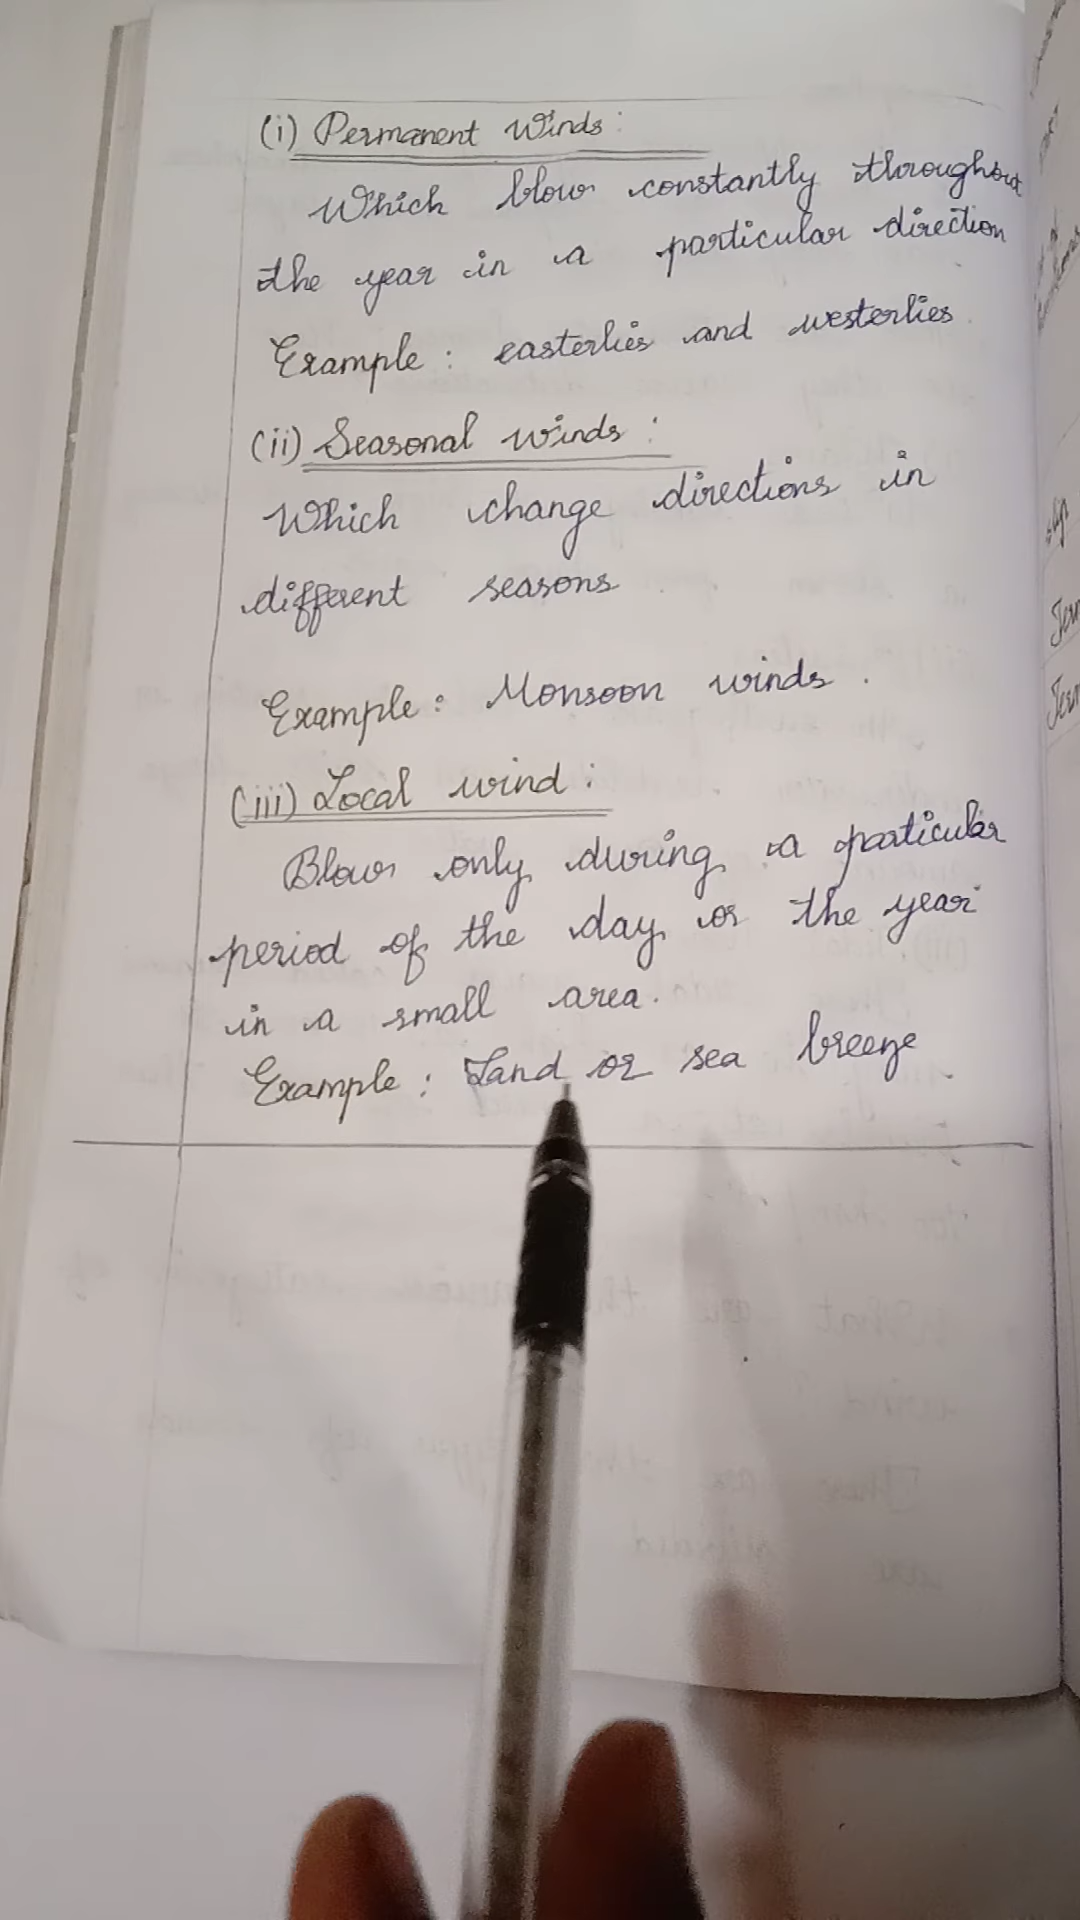 (i) Permanent Winds:
Which blow constantly throughout
the year in a particular direction
Example: easterlies and westerlies
(ii) Seasonal winds:
Which change directions in
different seasons
Example: Monsoon winds.
(iii) Local wind:
Blow only during a particular
period of the day or the year
in a small area.
Example: Land or sea breeze.